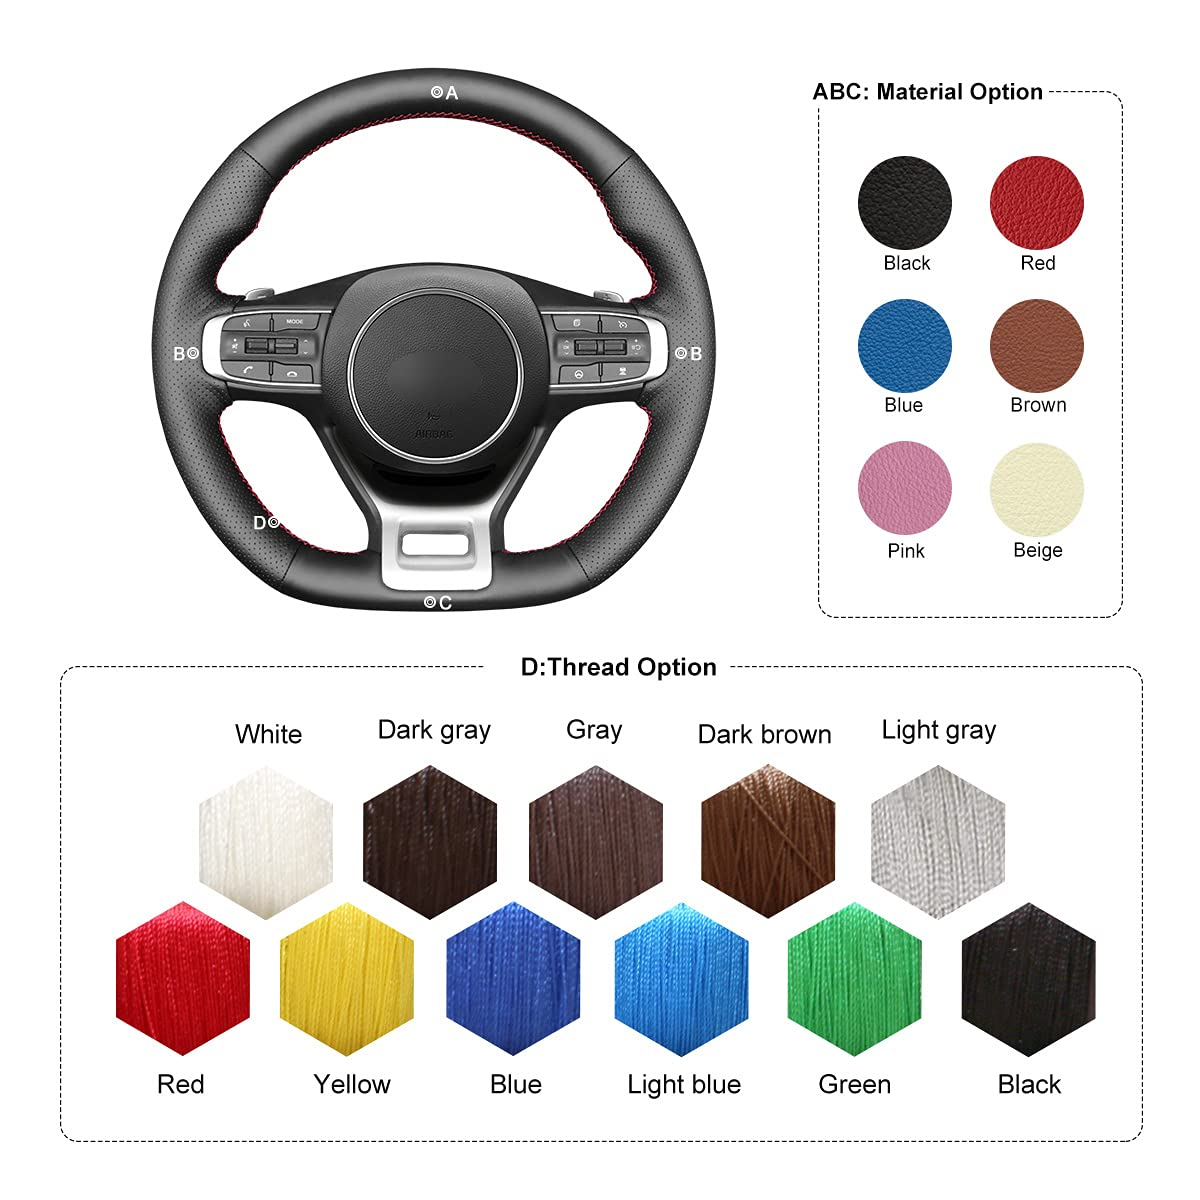 A
ABC: Material Option
Black
Red
MODE
B
B
Blue
Brown
AIRBAG
D
Pink
Beige
C
D:Thread Option
White
Dark gray
Gray
Dark brown
Light gray
Red
Yellow
Blue
Light blue
Green
Black